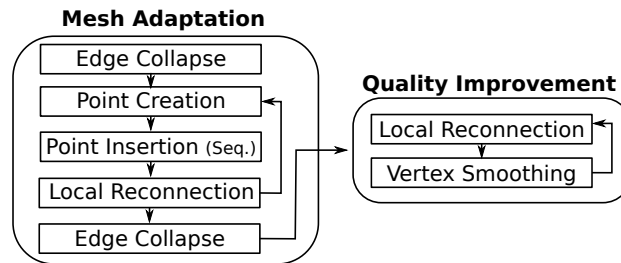 Mesh Adaptation
Edge Collapse
Point Creation
Point Insertion (Seq.)
Local Reconnection
Edge Collapse
Quality Improvement
Local Reconnection
Vertex Smoothing